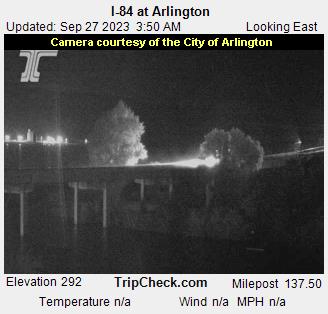 I-84 at Arlington
Updated: Sep 27 2023 3:50 AM Looking East
Camera courtesy of the City of Arlington
Elevation 292 TripCheck.com Milepost 137.50
Temperature n/a Wind n/a MPH n/a